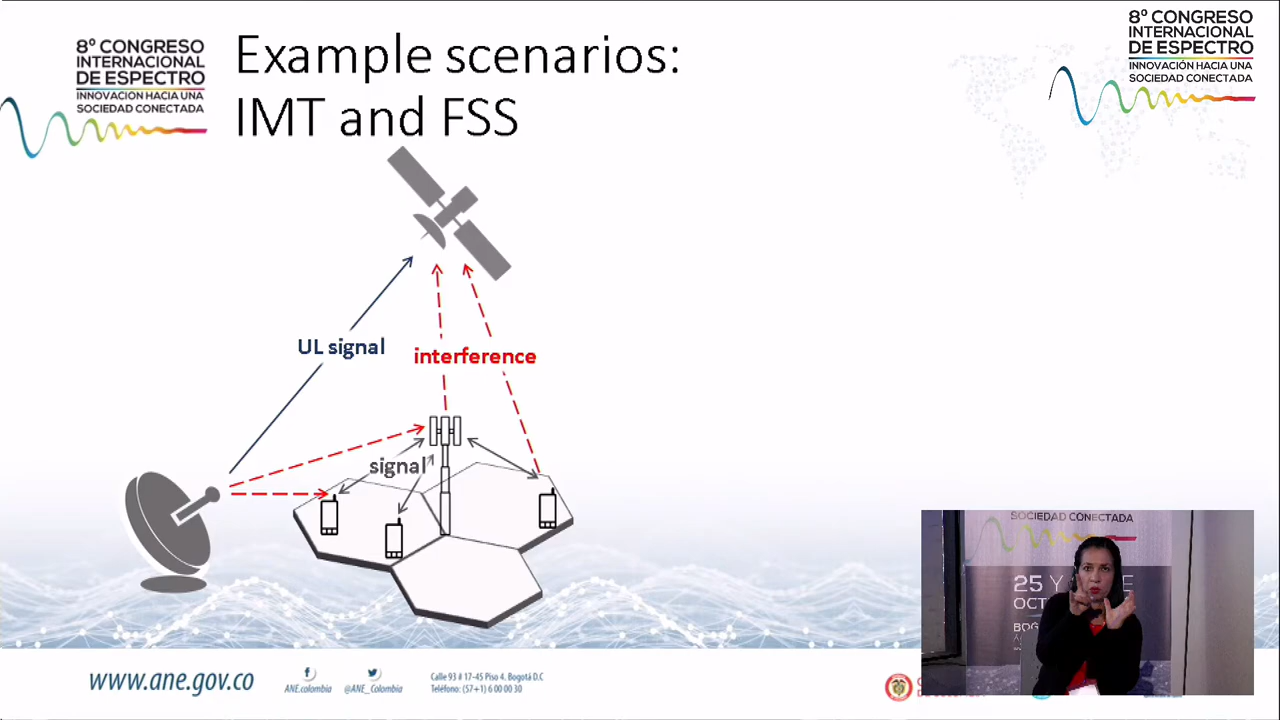 8º CONGRESO
INTERNACIONAL
DE ESPECTRO
INNOVACIÓN HACIA UNA
SOCIEDAD CONECTADA
Example scenarios:
IMT and FSS
8º CONGRESO
INTERNACIONAL
DE ESPECTRO
INNOVACIÓN HACIA UNA
SOCIEDAD CONECTADA
UL signal
interference
signal
SOCIEDAD CONECTADA
25 Y
OCT
www.ane.gov.co
ANE.colombia
@ANE_Colombia
Calle 93 # 17-45 Piso 4. Bogotá D.C
Teléfono: (57+1) 6 00 00 30